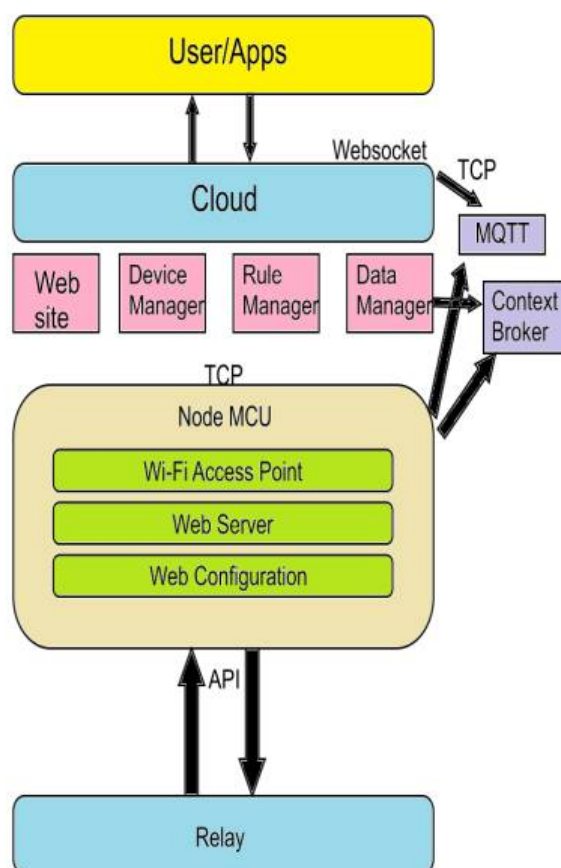 User/Apps
Websocket
TCP
Cloud
MQTT
Web
site
Device
Manager
Rule
Manager
Data
Manager
Context
Broker
TCP
Node MCU
Wi-Fi Access Point
Web Server
Web Configuration
API
Relay